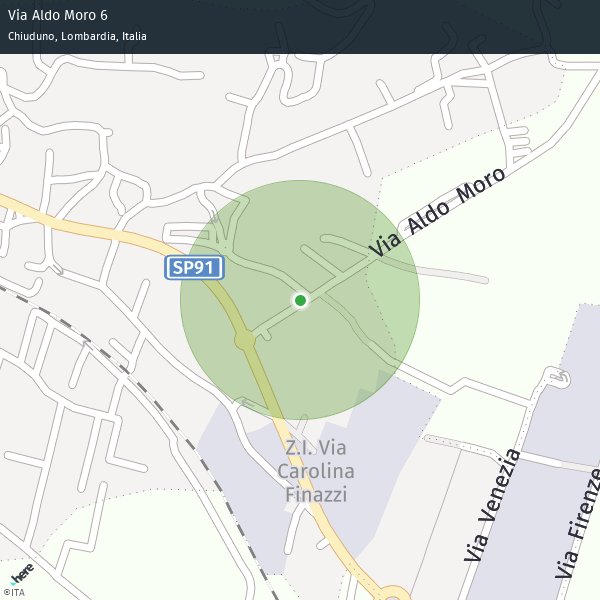 Via Aldo Moro 6
Chiuduno, Lombardia, Italia
Via Aldo Moro
SP91
Z.I. Via
Carolina
Finazzi
Via Venezia
Via Firenze
here
©ITA